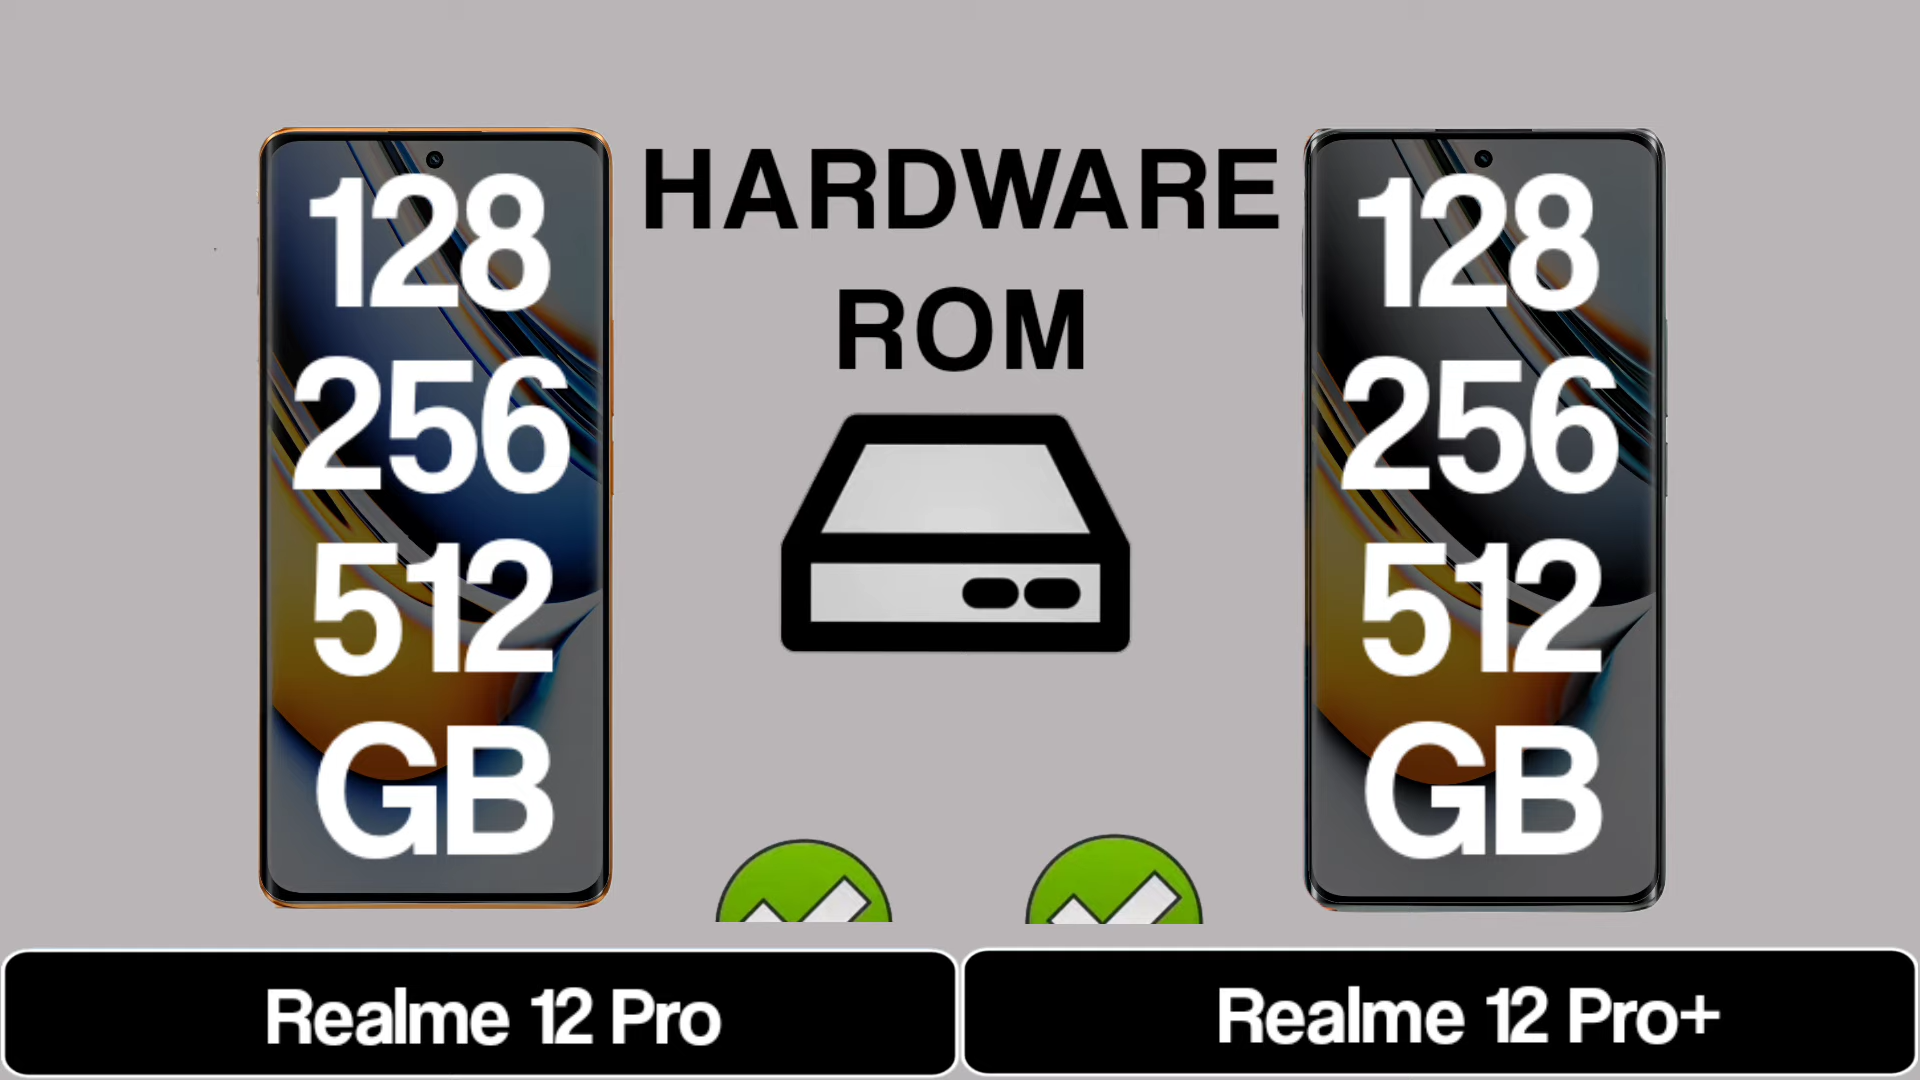 HARDWARE
ROM
128
256
512
GB
128
256
512
GB
Realme 12 Pro
Realme 12 Pro+